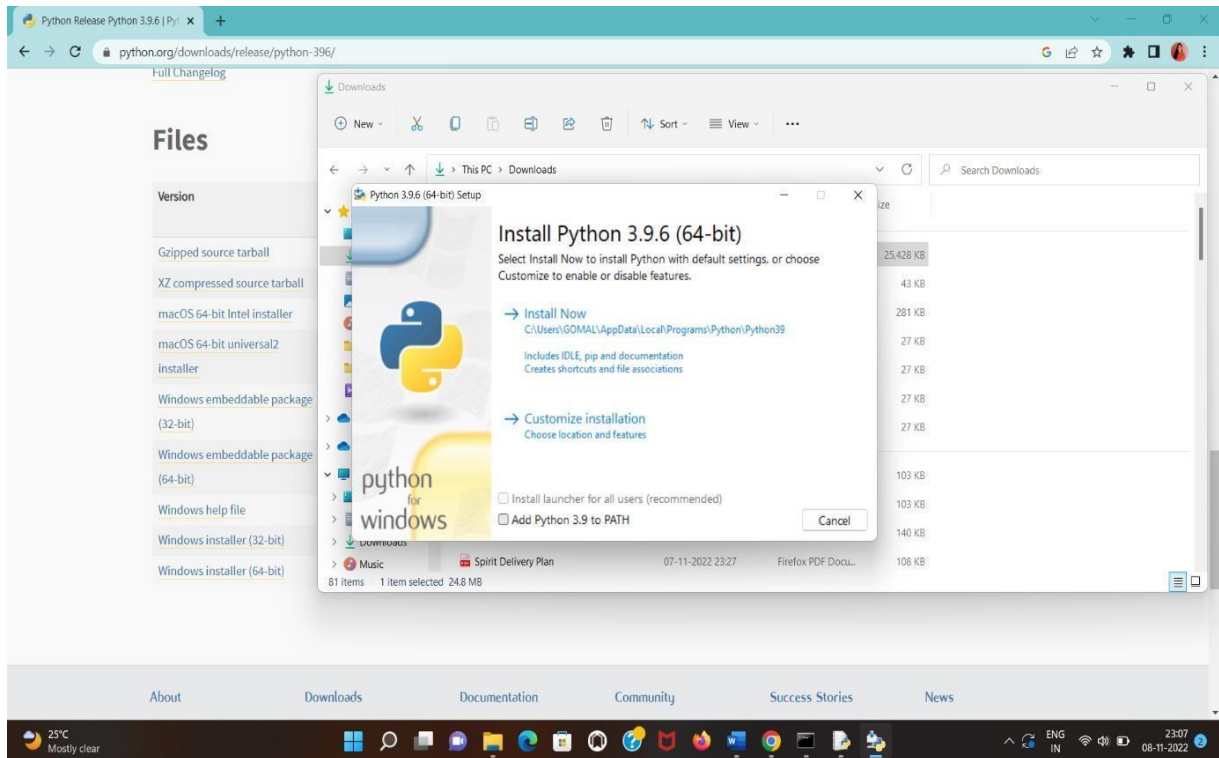 Python Release Python 3.9.6 | Pyt
python.org/downloads/release/python-396/
Full Changelog
Files
Version
Gzipped source tarball
XZ compressed source tarball
macOS 64-bit Intel installer
macOS 64-bit universal2
installer
Windows embeddable package
(32-bit)
Windows embeddable package
(64-bit)
Windows help file
Windows installer (32-bit)
Windows installer (64-bit)
Downloads
New
Sort
View
This PC > Downloads
Search Downloads
ize
25,428 KB
43 KB
281 KB
27 KB
27 KB
27 KB
27 KB
103 KB
103 KB
140 KB
Downloads
Music
Spirit Delivery Plan 07-11-2022 23:27 Firefox PDF Docu... 108 KB
81 items 1 item selected 24.8 MB
Python 3.9.6 (64-bit) Setup
Install Python 3.9.6 (64-bit)
Select Install Now to install Python with default settings, or choose
Customize to enable or disable features.
Install Now
C:\Users\GOMAL\AppData\Local\Programs\Python\Python39
Includes IDLE, pip and documentation
Creates shortcuts and file associations
Customize installation
Choose location and features
python
for
windows
Install launcher for all users (recommended)
Add Python 3.9 to PATH
Cancel
About Downloads Documentation Community Success Stories News
25°C
Mostly clear
ENG
IN
23:07
08-11-2022
2